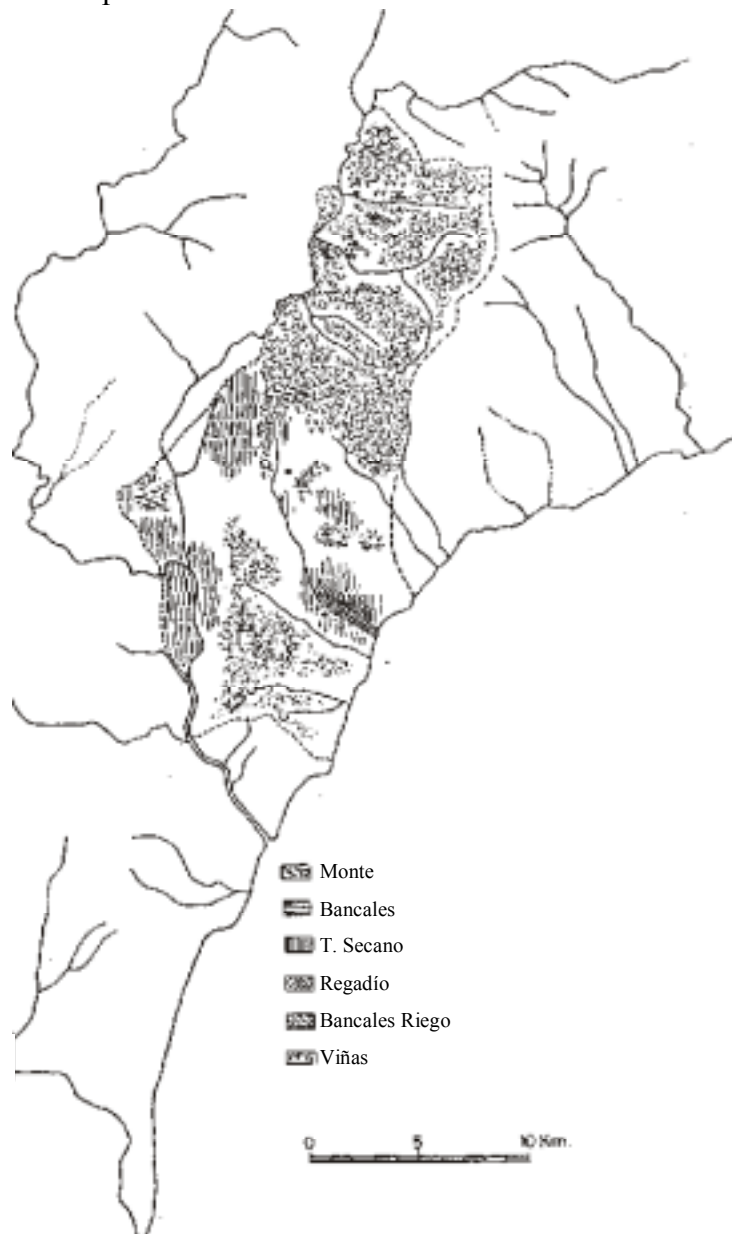 Monte
Bancales
T. Secano
Regadío
Bancales Riego
Viñas
0 5 10 Km.